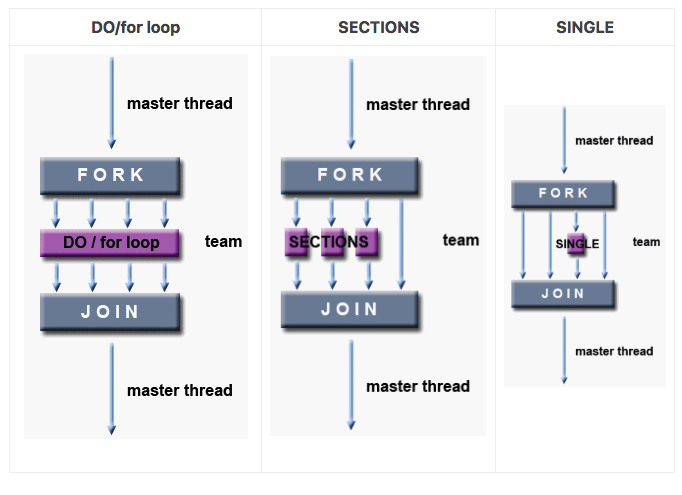 DO/for loop
master thread
FORK
DO / for loop
team
JOIN
master thread
SECTIONS
master thread
FORK
SECTIONS
team
JOIN
master thread
SINGLE
master thread
FORK
SINGLE
team
JOIN
master thread